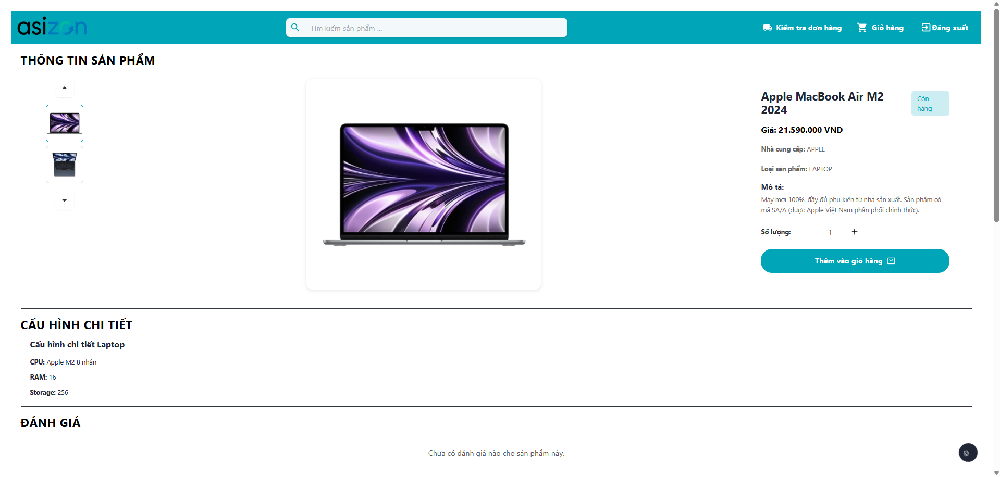 asizon
Tìm kiếm sản phẩm ...
Kiểm tra đơn hàng
Giỏ hàng
Đăng xuất
THÔNG TIN SẢN PHẨM
Apple MacBook Air M2
2024
Còn
hàng
Giá: 21.590.000 VND
Nhà cung cấp: APPLE
Loại sản phẩm: LAPTOP
Mô tả:
Máy mới 100%, đầy đủ phụ kiện từ nhà sản xuất. Sản phẩm có
mã SA/A (được Apple Việt Nam phân phối chính thức).
Số lượng: 1 +
Thêm vào giỏ hàng
CẤU HÌNH CHI TIẾT
Cấu hình chi tiết Laptop
CPU: Apple M2 8 nhân
RAM: 16
Storage: 256
ĐÁNH GIÁ
Chưa có đánh giá nào cho sản phẩm này.